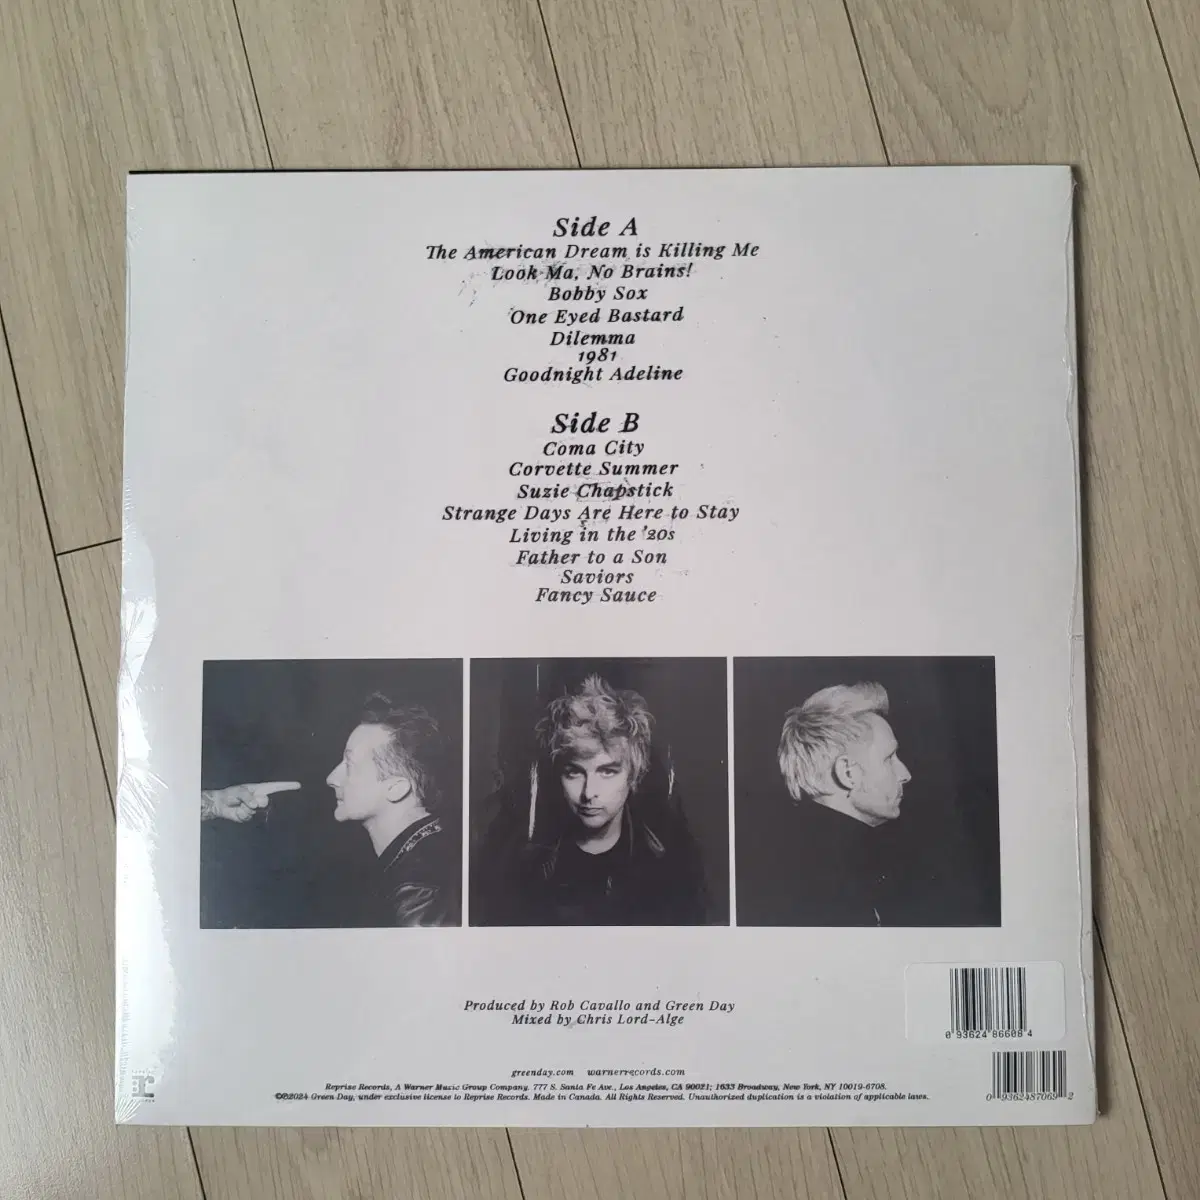 Side A
The American Dream is Killing Me
Look Ma, No Brains!
Bobby Sox
One Eyed Bastard
Dilemma
1981
Goodnight Adeline
Side B
Coma City
Corvette Summer
Suzie Chapstick
Strange Days Are Here to Stay
Living in the '20s
Father to a Son
Saviors
Fancy Sauce
Produced by Rob Cavallo and Green Day
Mixed by Chris Lord-Alge
0 93624 86608 4
greenday.com warnerrecords.com
Reprise Records, A Warner Music Group Company. 777 S. Santa Fe Ave., Los Angeles, CA 90021; 1633 Broadway, New York, NY 10019-6708.
©℗2024 Green Day, under exclusive license to Reprise Records. Made in Canada. All Rights Reserved. Unauthorized duplication is a violation of applicable laws.
0 9362487069 2